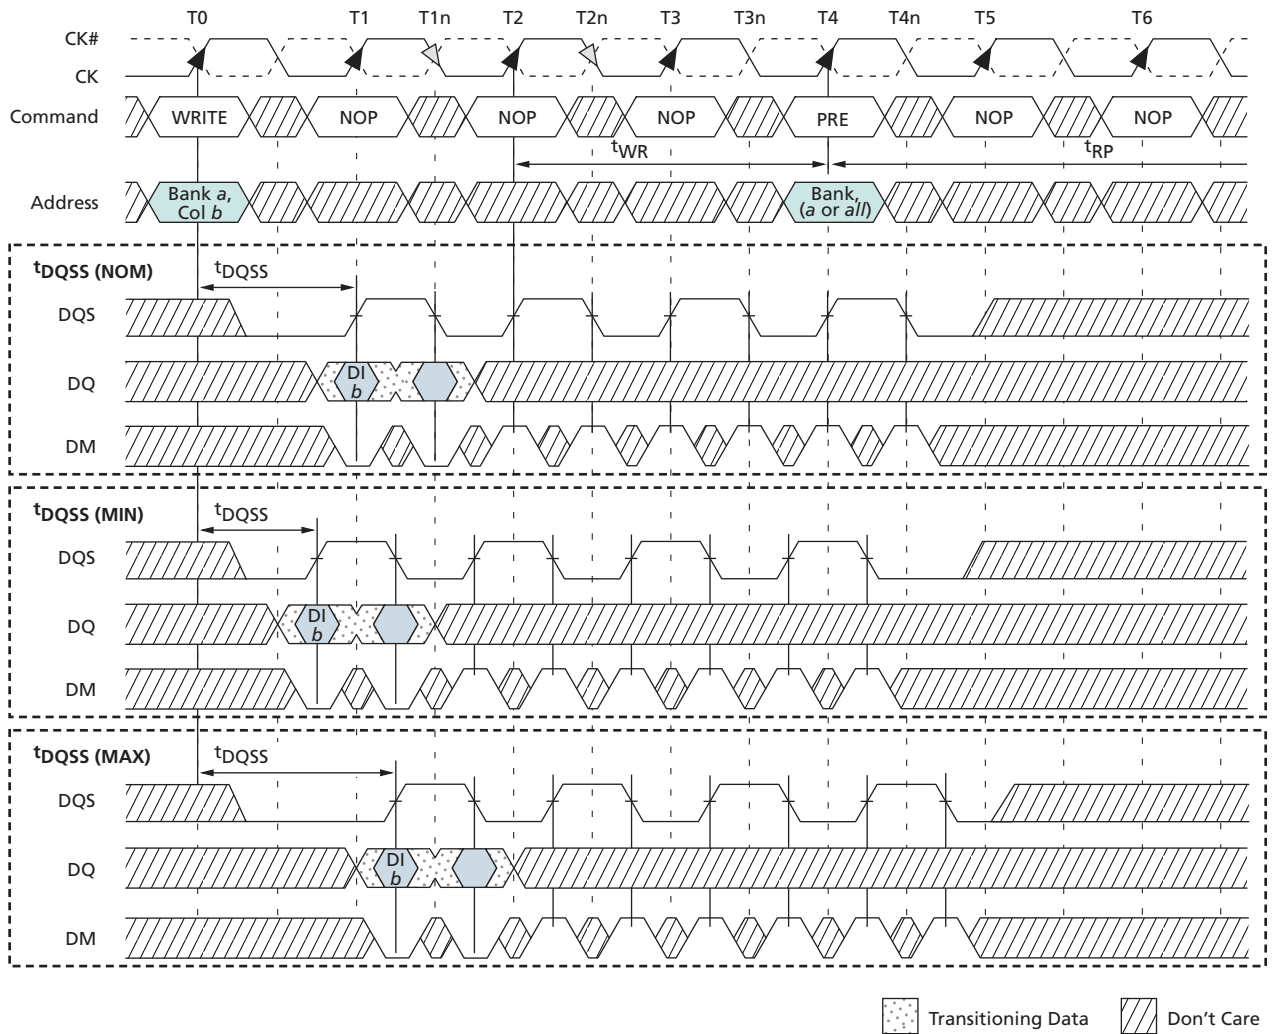 T0 T1 T1n T2 T2n T3 T3n T4 T4n T5 T6
CK#
CK
Command WRITE NOP NOP NOP PRE NOP NOP
tWR tRP
Address Bank a, Col b Bank, (a or all)
tDQSS (NOM) tDQSS
DQS
DQ DI b
DM
tDQSS (MIN) tDQSS
DQS
DQ DI b
DM
tDQSS (MAX) tDQSS
DQS
DQ DI b
DM
Transitioning Data Don't Care